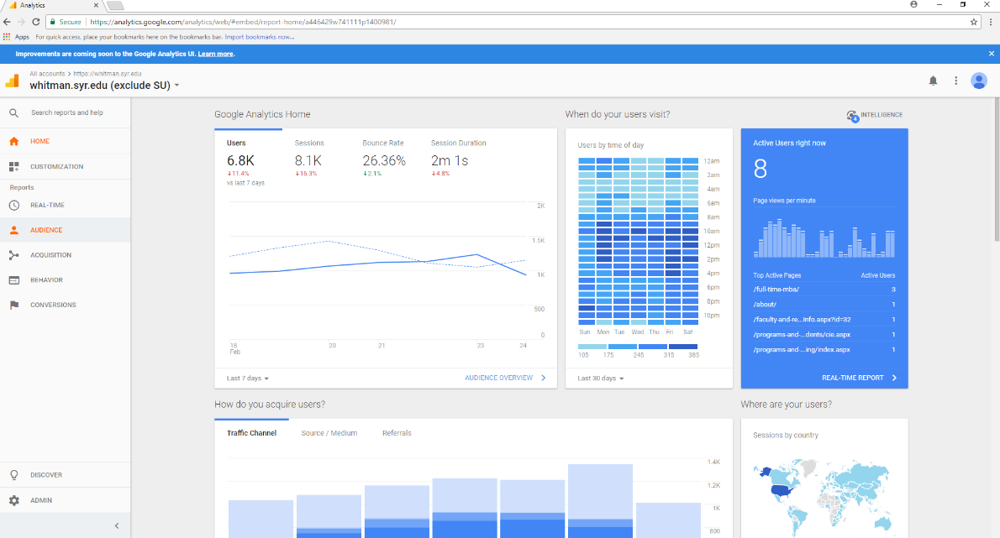 Analytics
Secure https://analytics.google.com/analytics/web/#embed/report-home/a446429w741111p1400981/
Apps For quick access, place your bookmarks here on the bookmarks bar. Import bookmarks now...
Improvements are coming soon to the Google Analytics UI. Learn more.
All accounts > https://whitman.syr.edu
whitman.syr.edu (exclude SU)
Search reports and help
HOME
CUSTOMIZATION
Reports
REAL-TIME
AUDIENCE
ACQUISITION
BEHAVIOR
CONVERSIONS
DISCOVER
ADMIN
Google Analytics Home
Users Sessions Bounce Rate Session Duration
6.8K 8.1K 26.36% 2m 1s
↓11.4% ↓16.3% ↓2.1% ↓4.8%
vs last 7 days
2K
1.5K
1K
500
0
18 20 21 23 24
Feb
Last 7 days AUDIENCE OVERVIEW
When do your users visit?
Users by time of day
12am
2am
4am
6am
8am
10am
12pm
2pm
4pm
6pm
8pm
10pm
Sun Mon Tue Wed Thu Fri Sat
105 175 245 315 385
Last 30 days
4 INTELLIGENCE
Active Users right now
8
Page views per minute
Top Active Pages Active Users
/full-time-mba/ 3
/about/ 1
/faculty-and-re...Info.aspx?id=32 1
/programs-and-...dents/cie.aspx 1
/programs-and-...ing/index.aspx 1
REAL-TIME REPORT
How do you acquire users?
Traffic Channel Source / Medium Referrals
1.4K
1.2K
1K
800
Where are your users?
Sessions by country